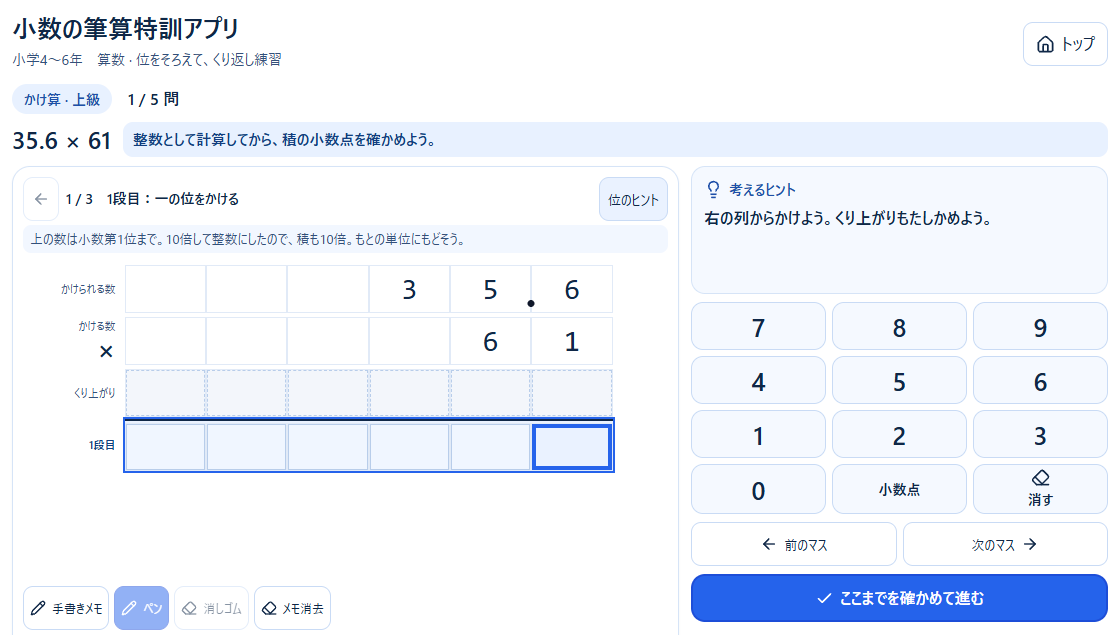 小数の筆算特訓アプリ
小学4〜6年　算数・位をそろえて、くり返し練習
トップ
かけ算・上級　1 / 5 問
35.6 × 61　整数として計算してから、積の小数点を確かめよう。
1 / 3　1段目：一の位をかける
位のヒント
上の数は小数第1位まで。10倍して整数にしたので、積も10倍。もとの単位にもどそう。
かけられる数　3 5 . 6
かける数
×　6 1
くり上がり
1段目
手書きメモ　ペン　消しゴム　メモ消去
考えるヒント
右の列からかけよう。くり上がりもたしかめよう。
7 8 9
4 5 6
1 2 3
0 小数点 消す
← 前のマス　次のマス →
✓ ここまでを確かめて進む